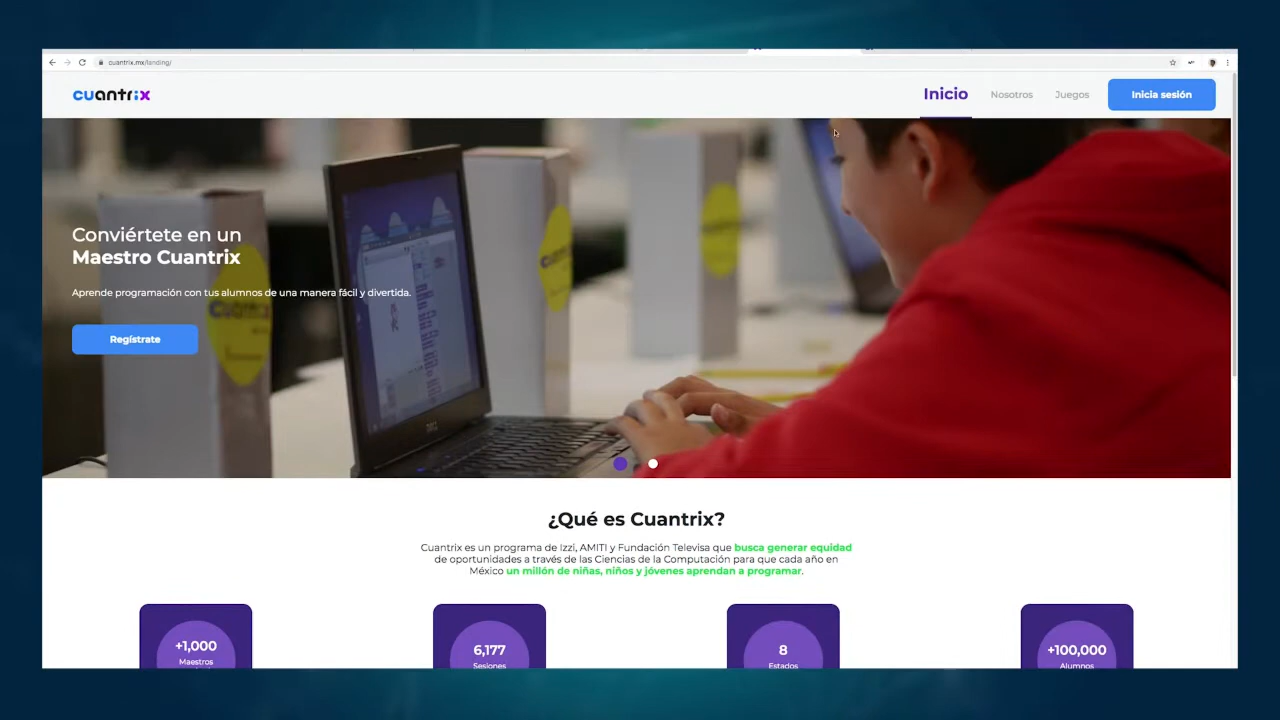 cuantrix.mx/landing/
cuantrix
Inicio
Nosotros
Juegos
Inicia sesión
Conviértete en un
Maestro Cuantrix
Aprende programación con tus alumnos de una manera fácil y divertida.
Regístrate
DELL
¿Qué es Cuantrix?
Cuantrix es un programa de Izzi, AMITI y Fundación Televisa que busca generar equidad
de oportunidades a través de las Ciencias de la Computación para que cada año en
México un millón de niñas, niños y jóvenes aprendan a programar.
+1,000
Maestros
6,177
Sesiones
8
Estados
+100,000
Alumnos